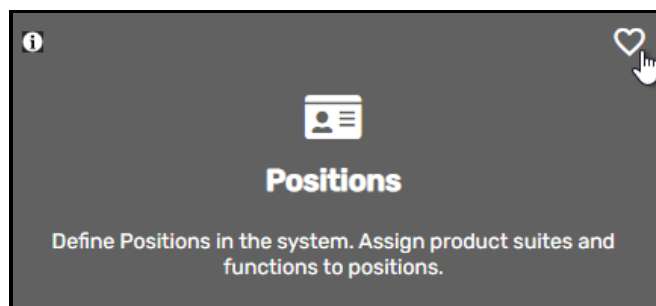 Positions
Define Positions in the system. Assign product suites and
functions to positions.